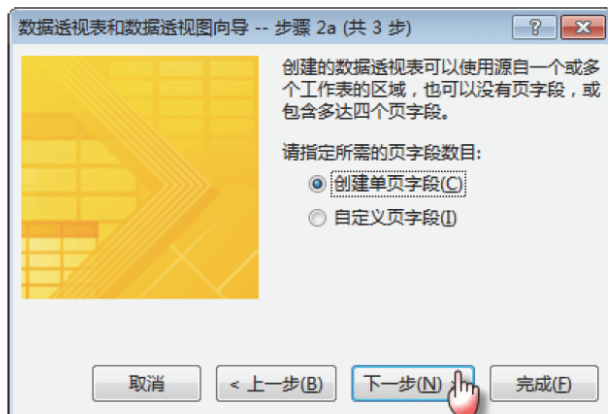 数据透视表和数据透视图向导 -- 步骤 2a (共 3 步)
创建的数据透视表可以使用源自一个或多
个工作表的区域，也可以没有页字段，或
包含多达四个页字段。
请指定所需的页字段数目:
创建单页字段(C)
自定义页字段(I)
取消
< 上一步(B)
下一步(N)
完成(F)